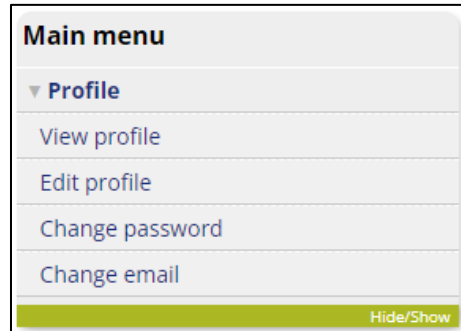 Main menu
Profile
View profile
Edit profile
Change password
Change email
Hide/Show